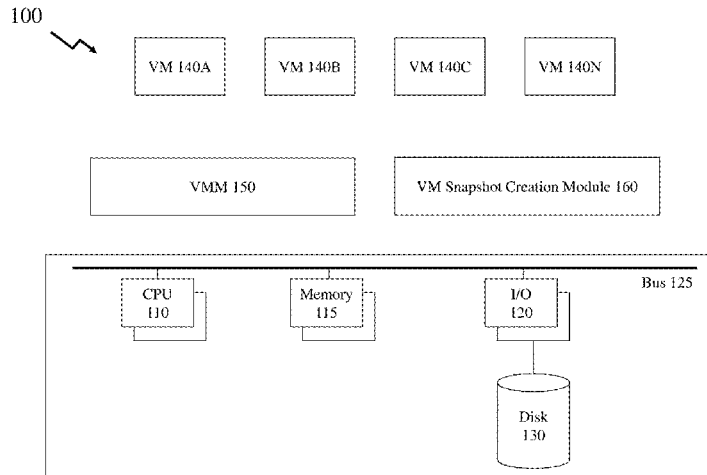 100
VM 140A
VM 140B
VM 140C
VM 140N
VMM 150
VM Snapshot Creation Module 160
Bus 125
CPU
110
Memory
115
I/O
120
Disk
130